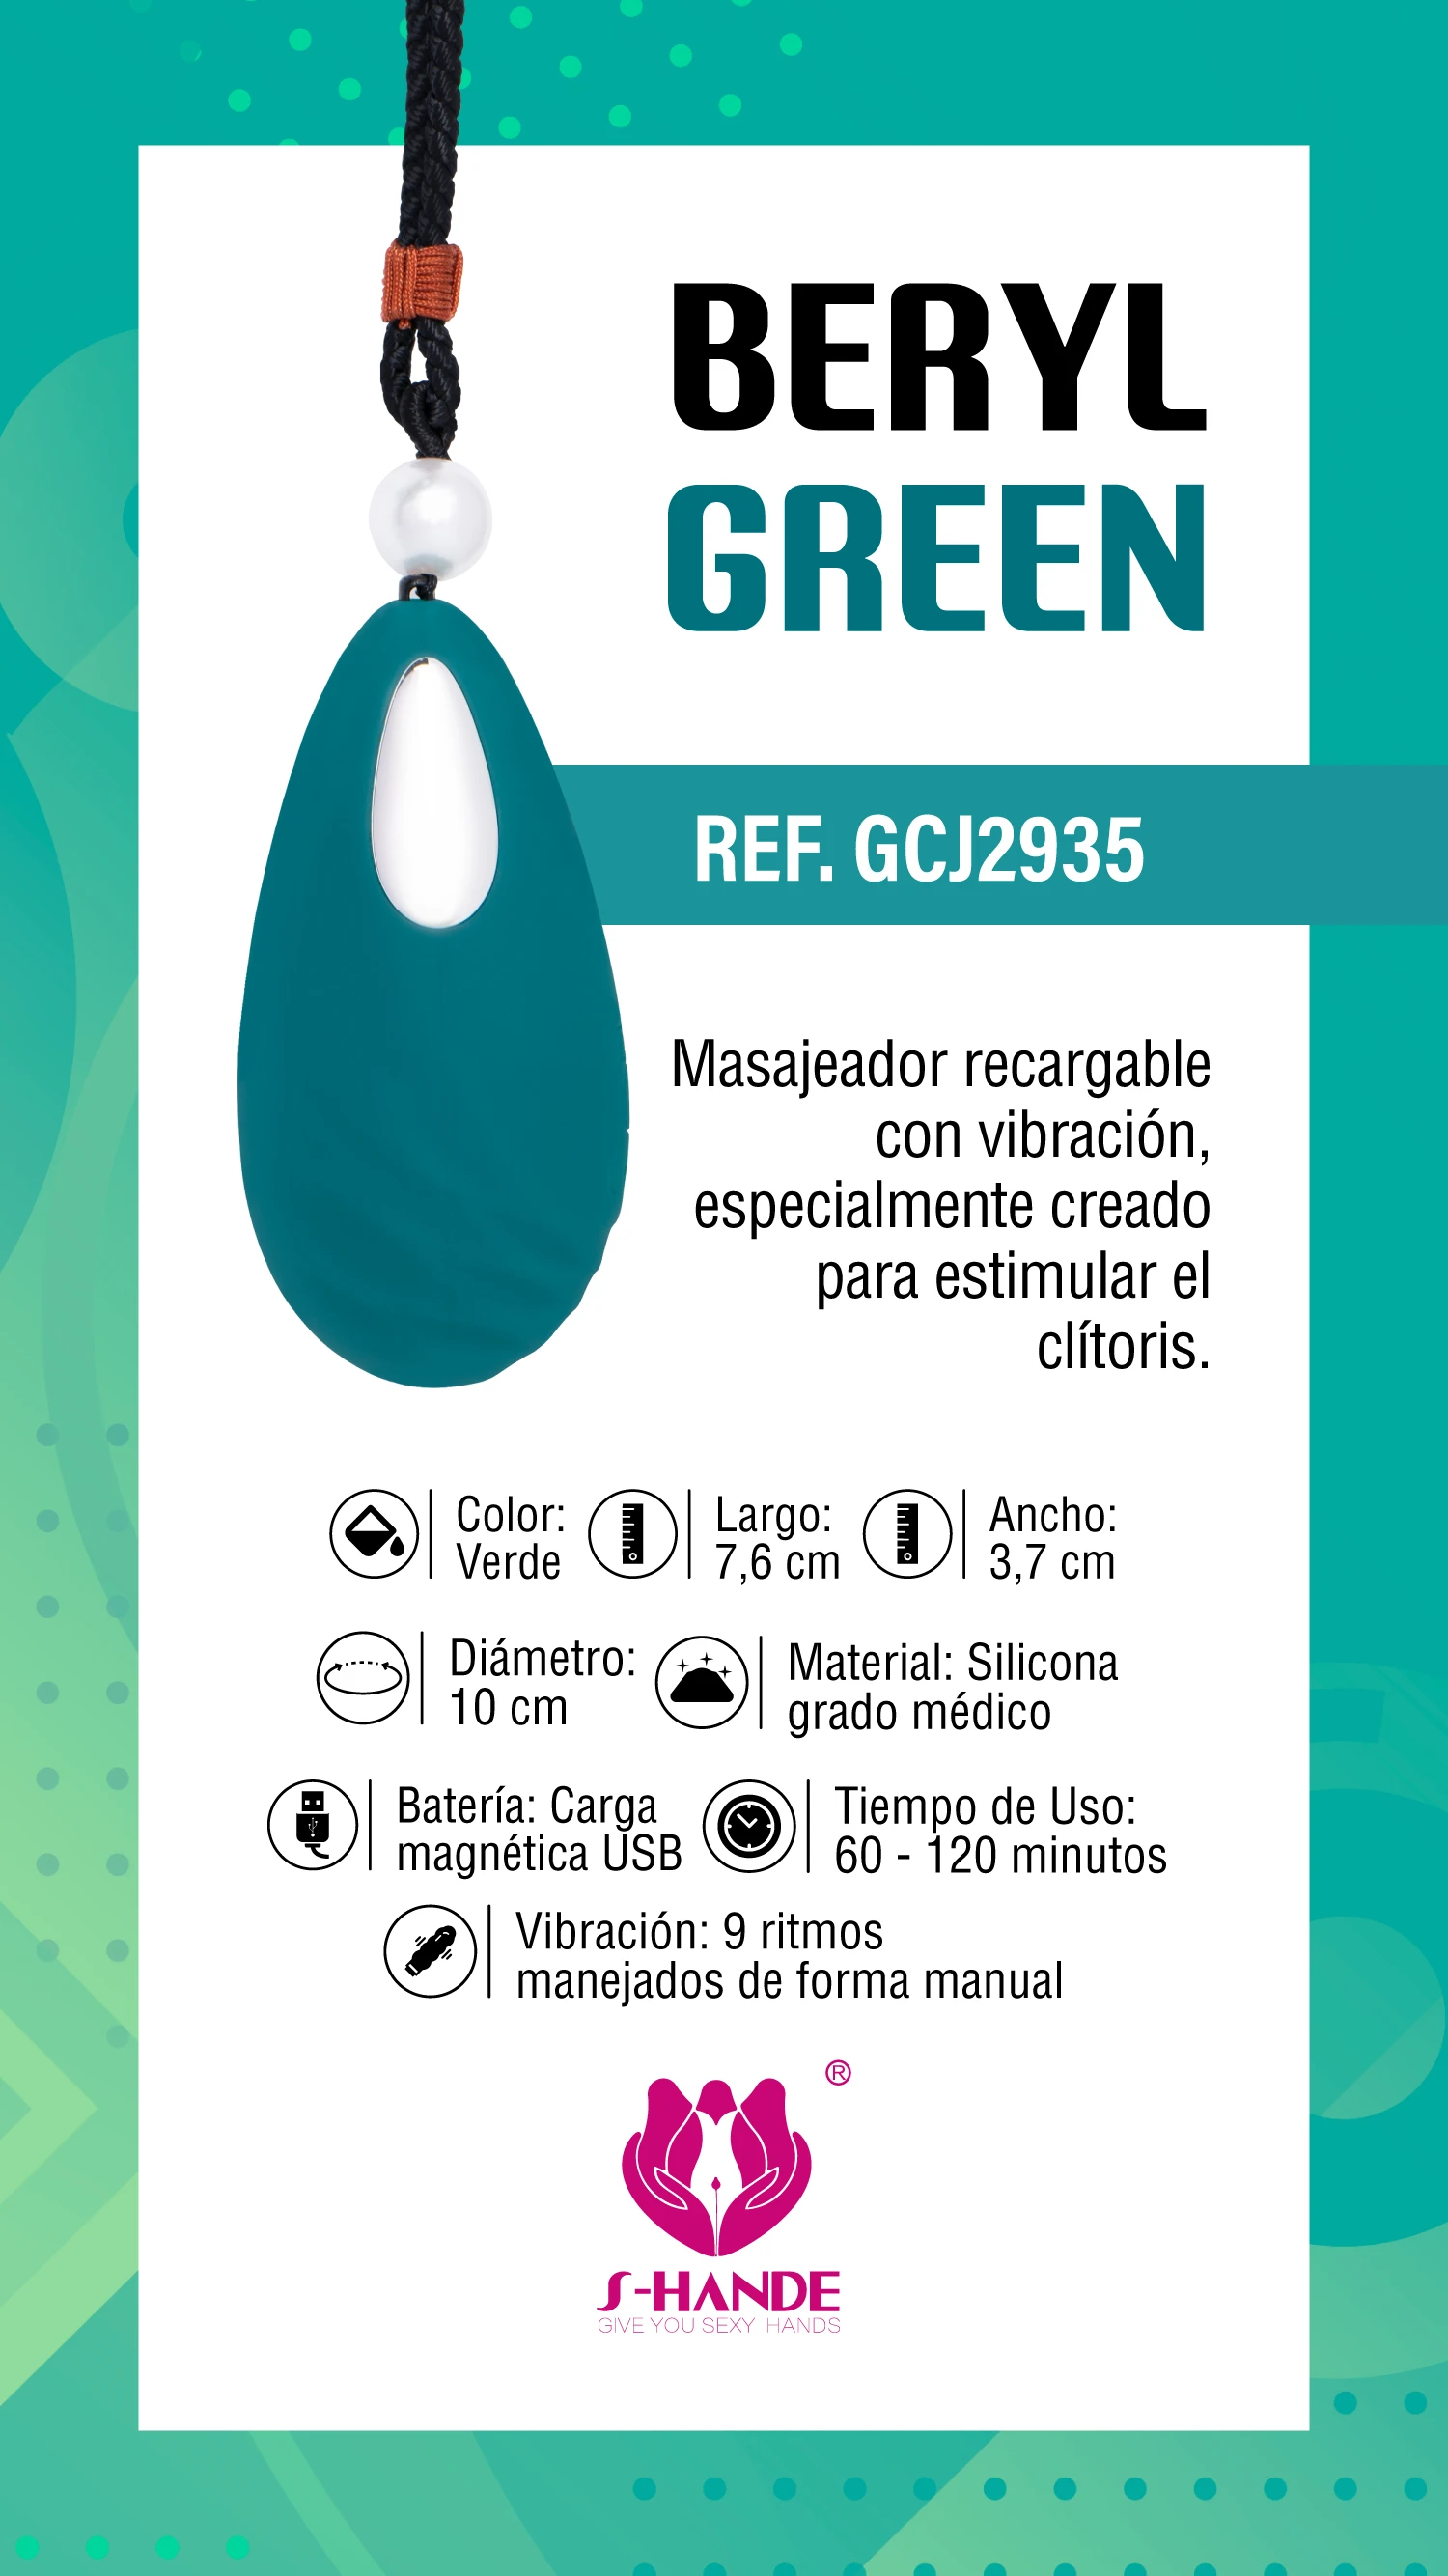 BERYL
GREEN
REF. GCJ2935
Masajeador recargable
con vibración,
especialmente creado
para estimular el
clítoris.
Color:
Verde
Largo:
7,6 cm
Ancho:
3,7 cm
Diámetro:
10 cm
Material: Silicona
grado médico
Batería: Carga
magnética USB
Tiempo de Uso:
60 - 120 minutos
Vibración: 9 ritmos
manejados de forma manual
®
S-HANDE
GIVE YOU SEXY HANDS